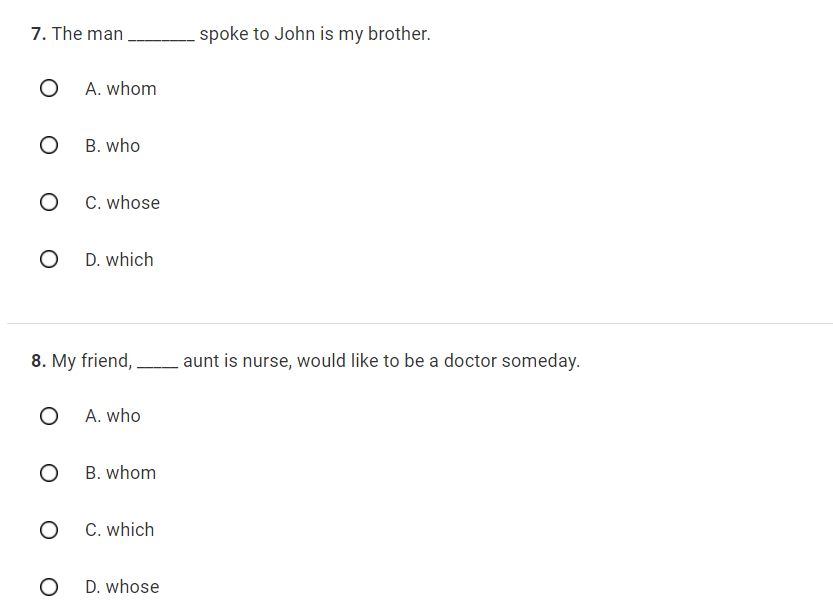 7. The man ________ spoke to John is my brother.
A. whom
B. who
C. whose
D. which
8. My friend, _____ aunt is nurse, would like to be a doctor someday.
A. who
B. whom
C. which
D. whose